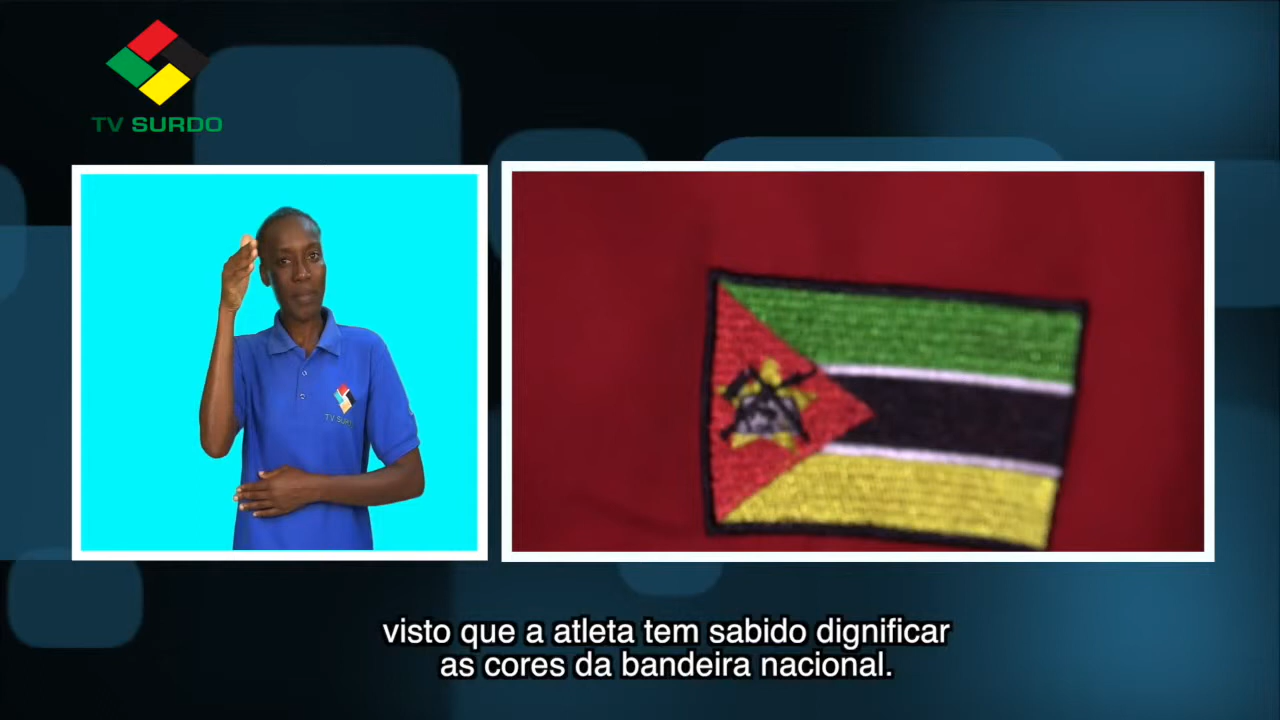 TV SURDO
TV SURDO
visto que a atleta tem sabido dignificar
as cores da bandeira nacional.